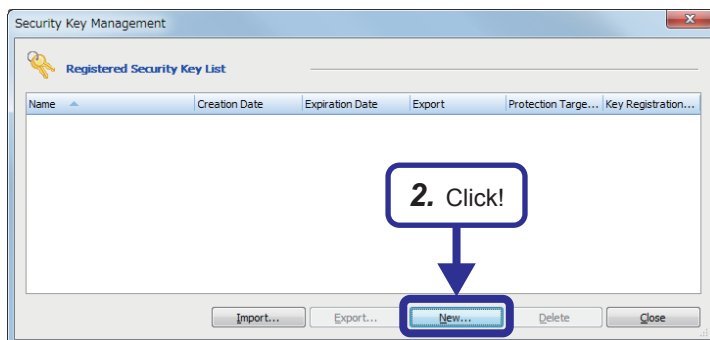 Security Key Management
Registered Security Key List
Name Creation Date Expiration Date Export Protection Targe... Key Registration...
2. Click!
Import... Export... New... Delete Close